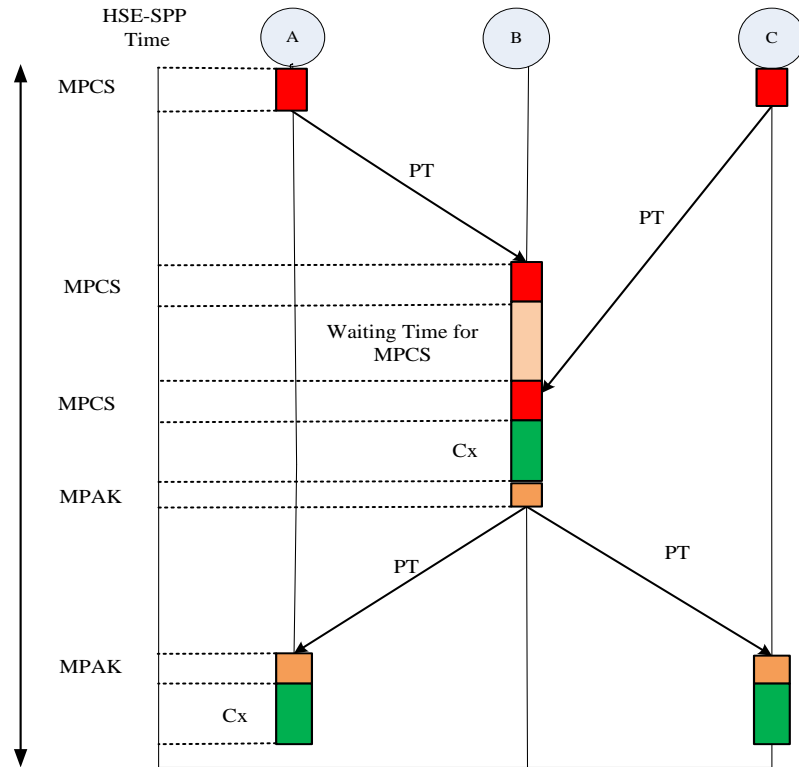 HSE-SPP
Time
A
B
C
MPCS
PT
PT
MPCS
Waiting Time for
MPCS
MPCS
Cx
MPAK
PT
PT
MPAK
Cx